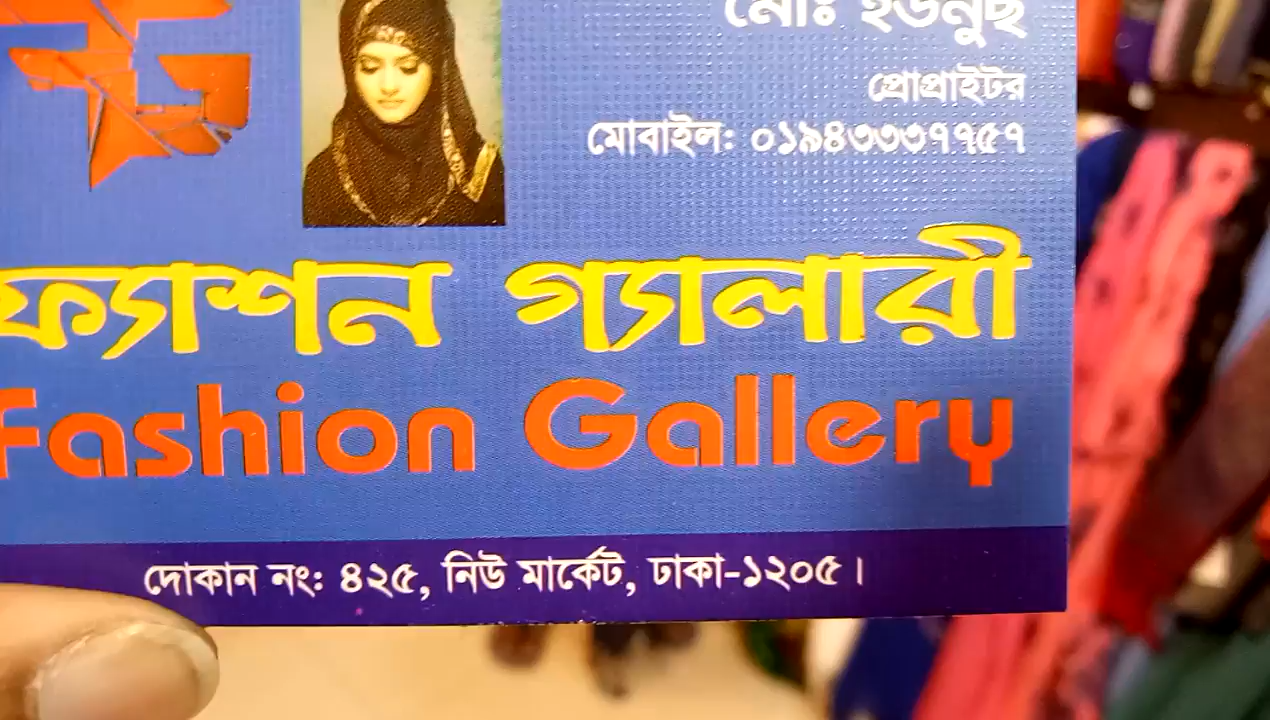 মোঃ ইউনুছ
প্রোপ্রাইটর
মোবাইল: ০১৯৪৩৩৩৭৭৫৭
ফ্যাশন গ্যালারী
Fashion Gallery
দোকান নং: ৪২৫, নিউ মার্কেট, ঢাকা-১২০৫।